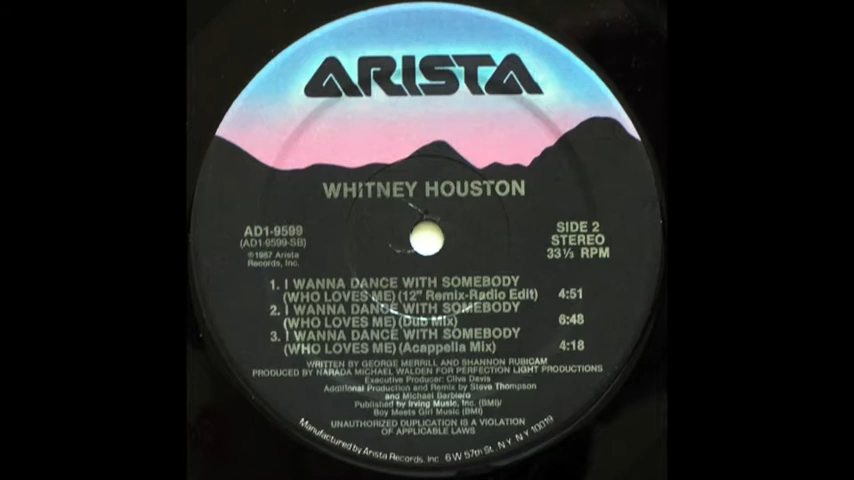 ARISTA
WHITNEY HOUSTON
AD1-9599
(AD1-9599-SB)
℗1987 Arista
Records, Inc.
SIDE 2
STEREO
33⅓ RPM
1. I WANNA DANCE WITH SOMEBODY
(WHO LOVES ME) (12" Remix-Radio Edit) 4:51
2. I WANNA DANCE WITH SOMEBODY
(WHO LOVES ME) (Dub Mix) 6:48
3. I WANNA DANCE WITH SOMEBODY
(WHO LOVES ME) (Acappella Mix) 4:18
WRITTEN BY GEORGE MERRILL AND SHANNON RUBICAM
PRODUCED BY NARADA MICHAEL WALDEN FOR PERFECTION LIGHT PRODUCTIONS
Executive Producer: Clive Davis
Additional Production and Remix by Steve Thompson
and Michael Barbiero
Published by Irving Music, Inc. (BMI)/
Boy Meets Girl Music (BMI)
UNAUTHORIZED DUPLICATION IS A VIOLATION
OF APPLICABLE LAWS
Manufactured by Arista Records, Inc. 6 W 57th St., N.Y. N.Y 10019